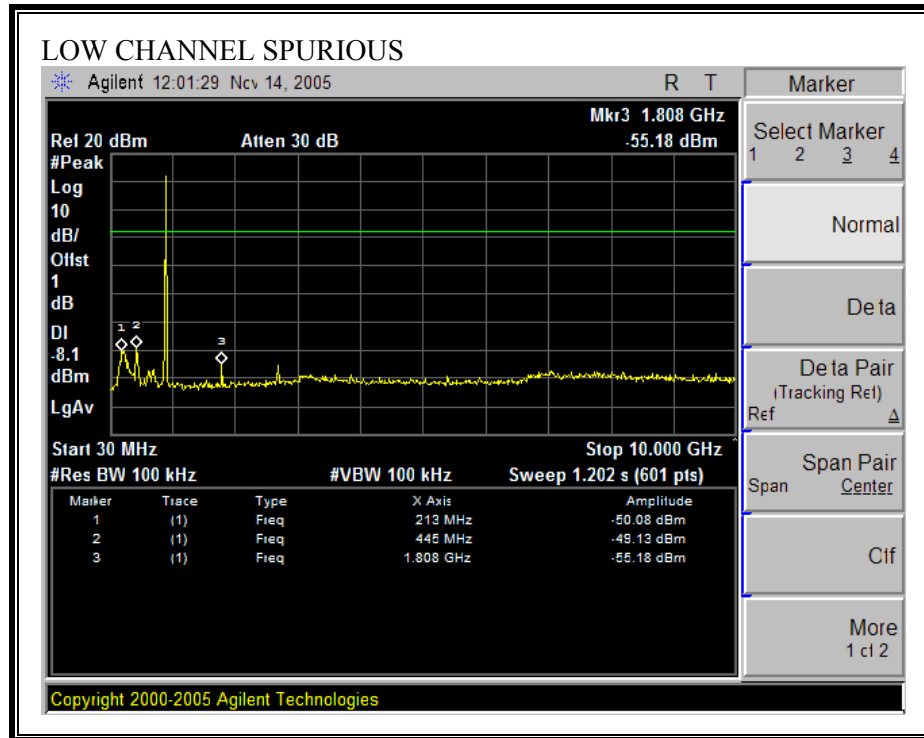 LOW CHANNEL SPURIOUS
Agilent 12:01:29 Nov 14, 2005 R T
Marker
Mkr3 1.808 GHz
Ref 20 dBm Atten 30 dB -55.18 dBm
#Peak
Log
10
dB/
Offst
1
dB
DI
-8.1
dBm
LgAv
1 2
3
Start 30 MHz Stop 10.000 GHz
#Res BW 100 kHz #VBW 100 kHz Sweep 1.202 s (601 pts)
Marker Trace Type X Axis Amplitude
1 (1) Freq 213 MHz -50.08 dBm
2 (1) Freq 445 MHz -49.13 dBm
3 (1) Freq 1.808 GHz -55.18 dBm
Select Marker
1 2 3 4
Normal
Delta
Delta Pair
(Tracking Ref)
Ref Δ
Span Pair
Span Center
Off
More
1 of 2
Copyright 2000-2005 Agilent Technologies